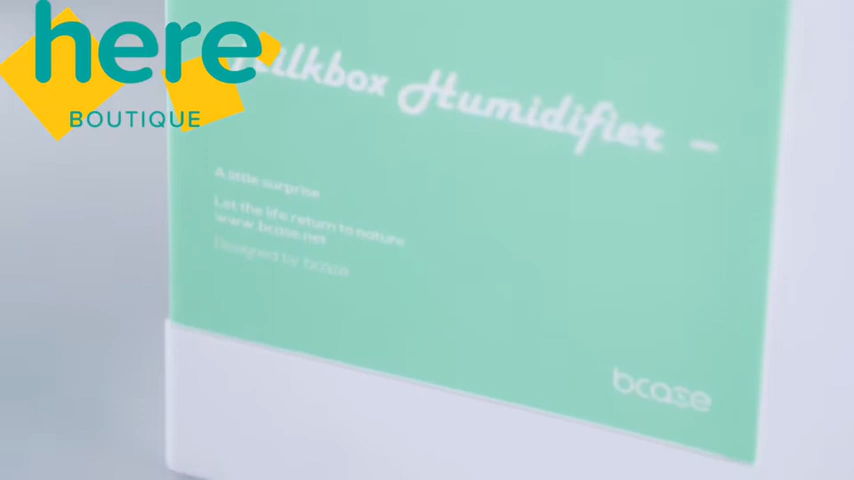 here
BOUTIQUE
ilkbox Humidifier -
A little surprise
Let the life return to nature
www.bcase.net
Designed by bcase
bcase